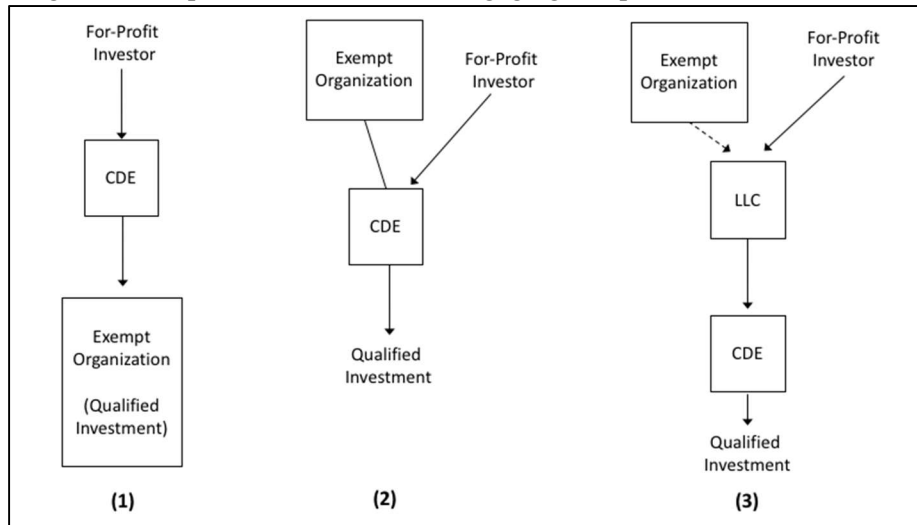 For-Profit
Investor
CDE
Exempt
Organization
(Qualified
Investment)
(1)
Exempt
Organization
For-Profit
Investor
CDE
Qualified
Investment
(2)
Exempt
Organization
For-Profit
Investor
LLC
CDE
Qualified
Investment
(3)